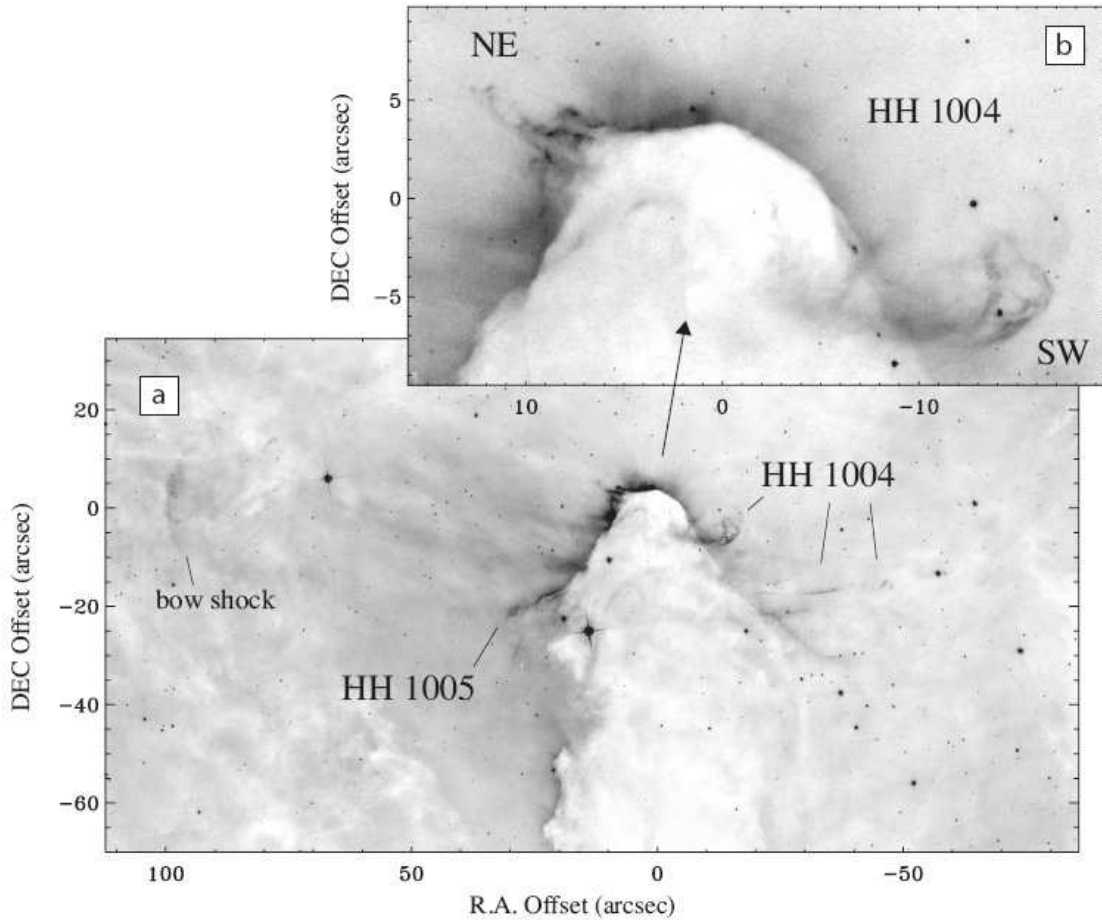 NE
b
HH 1004
5
0
−5
DEC Offset (arcsec)
SW
10
0
−10
a
20
0
−20
−40
−60
DEC Offset (arcsec)
HH 1004
bow shock
HH 1005
100
50
0
−50
R.A. Offset (arcsec)